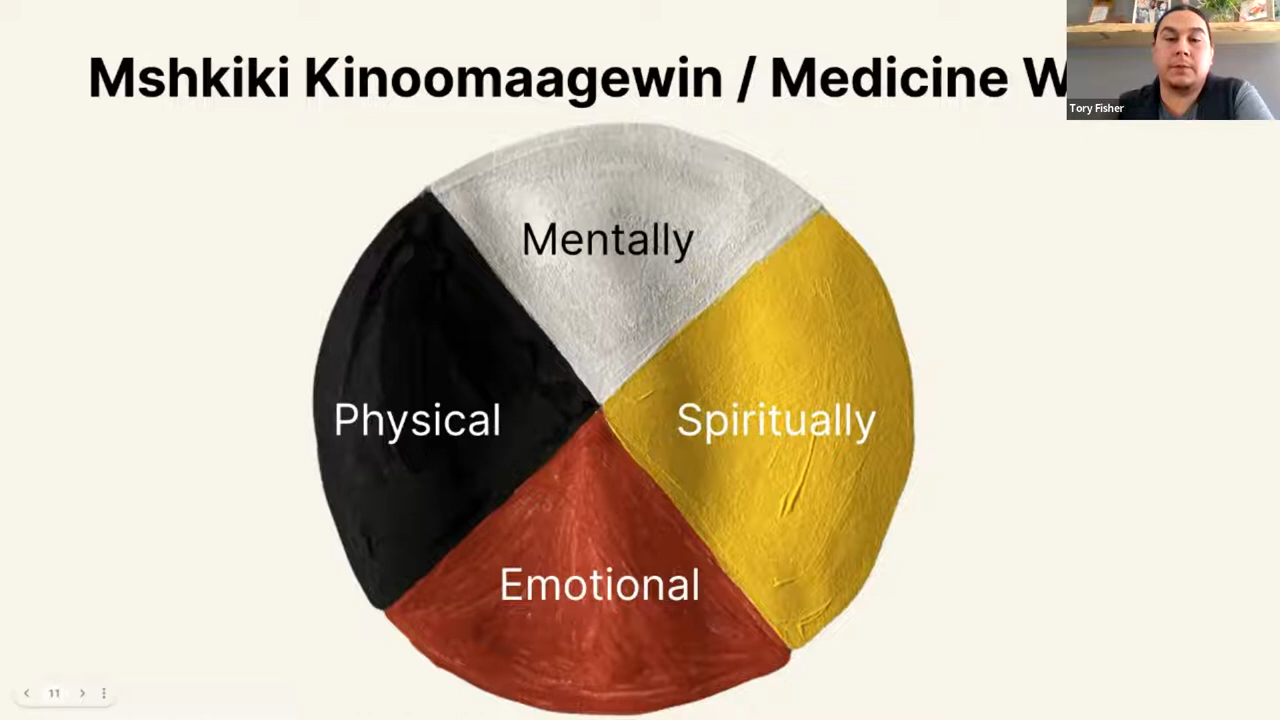 Mshkiki Kinoomaagewin / Medicine W
Tory Fisher
Mentally
Physical
Spiritually
Emotional
11